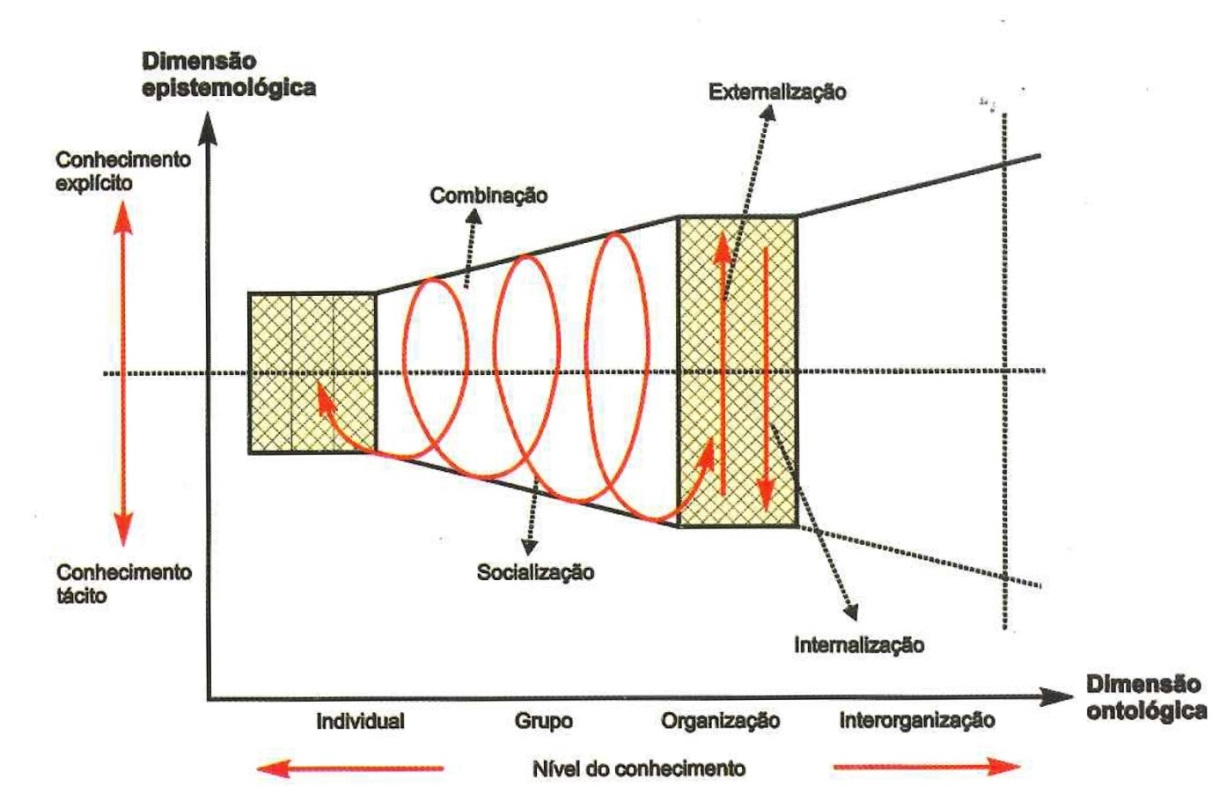 Dimensão
epistemológica
Externalização
Conhecimento
explícito
Combinação
Conhecimento
tácito
Socialização
Internalização
Dimensão
ontológica
Individual
Grupo
Organização
Interorganização
Nível do conhecimento